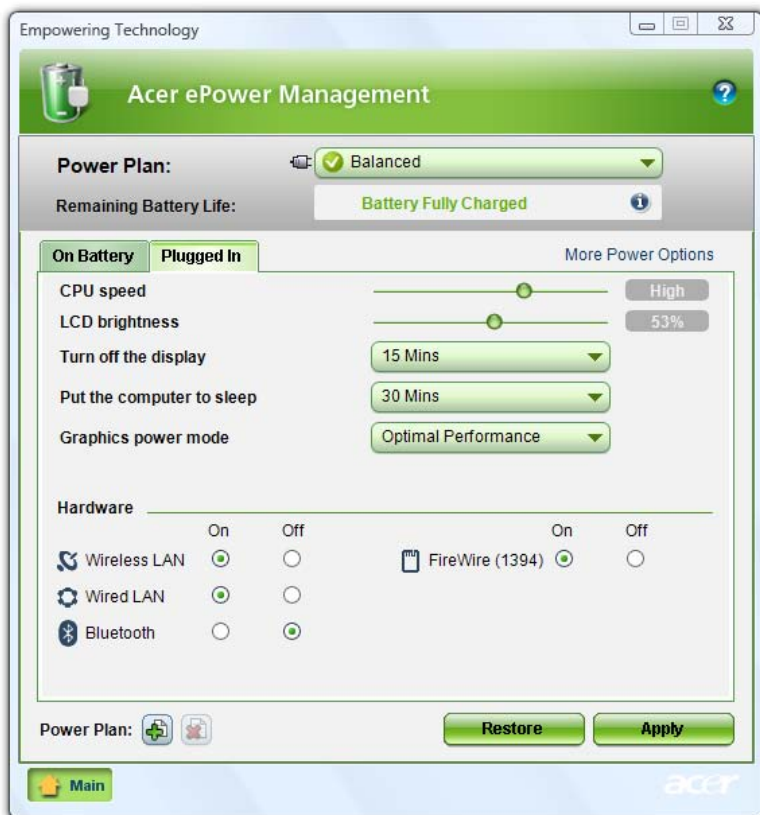 Empowering Technology
Acer ePower Management
Power Plan: Balanced
Remaining Battery Life: Battery Fully Charged
On Battery Plugged In More Power Options
CPU speed High
LCD brightness 53%
Turn off the display 15 Mins
Put the computer to sleep 30 Mins
Graphics power mode Optimal Performance
Hardware
On Off On Off
Wireless LAN FireWire (1394)
Wired LAN
Bluetooth
Power Plan: Restore Apply
Main acer